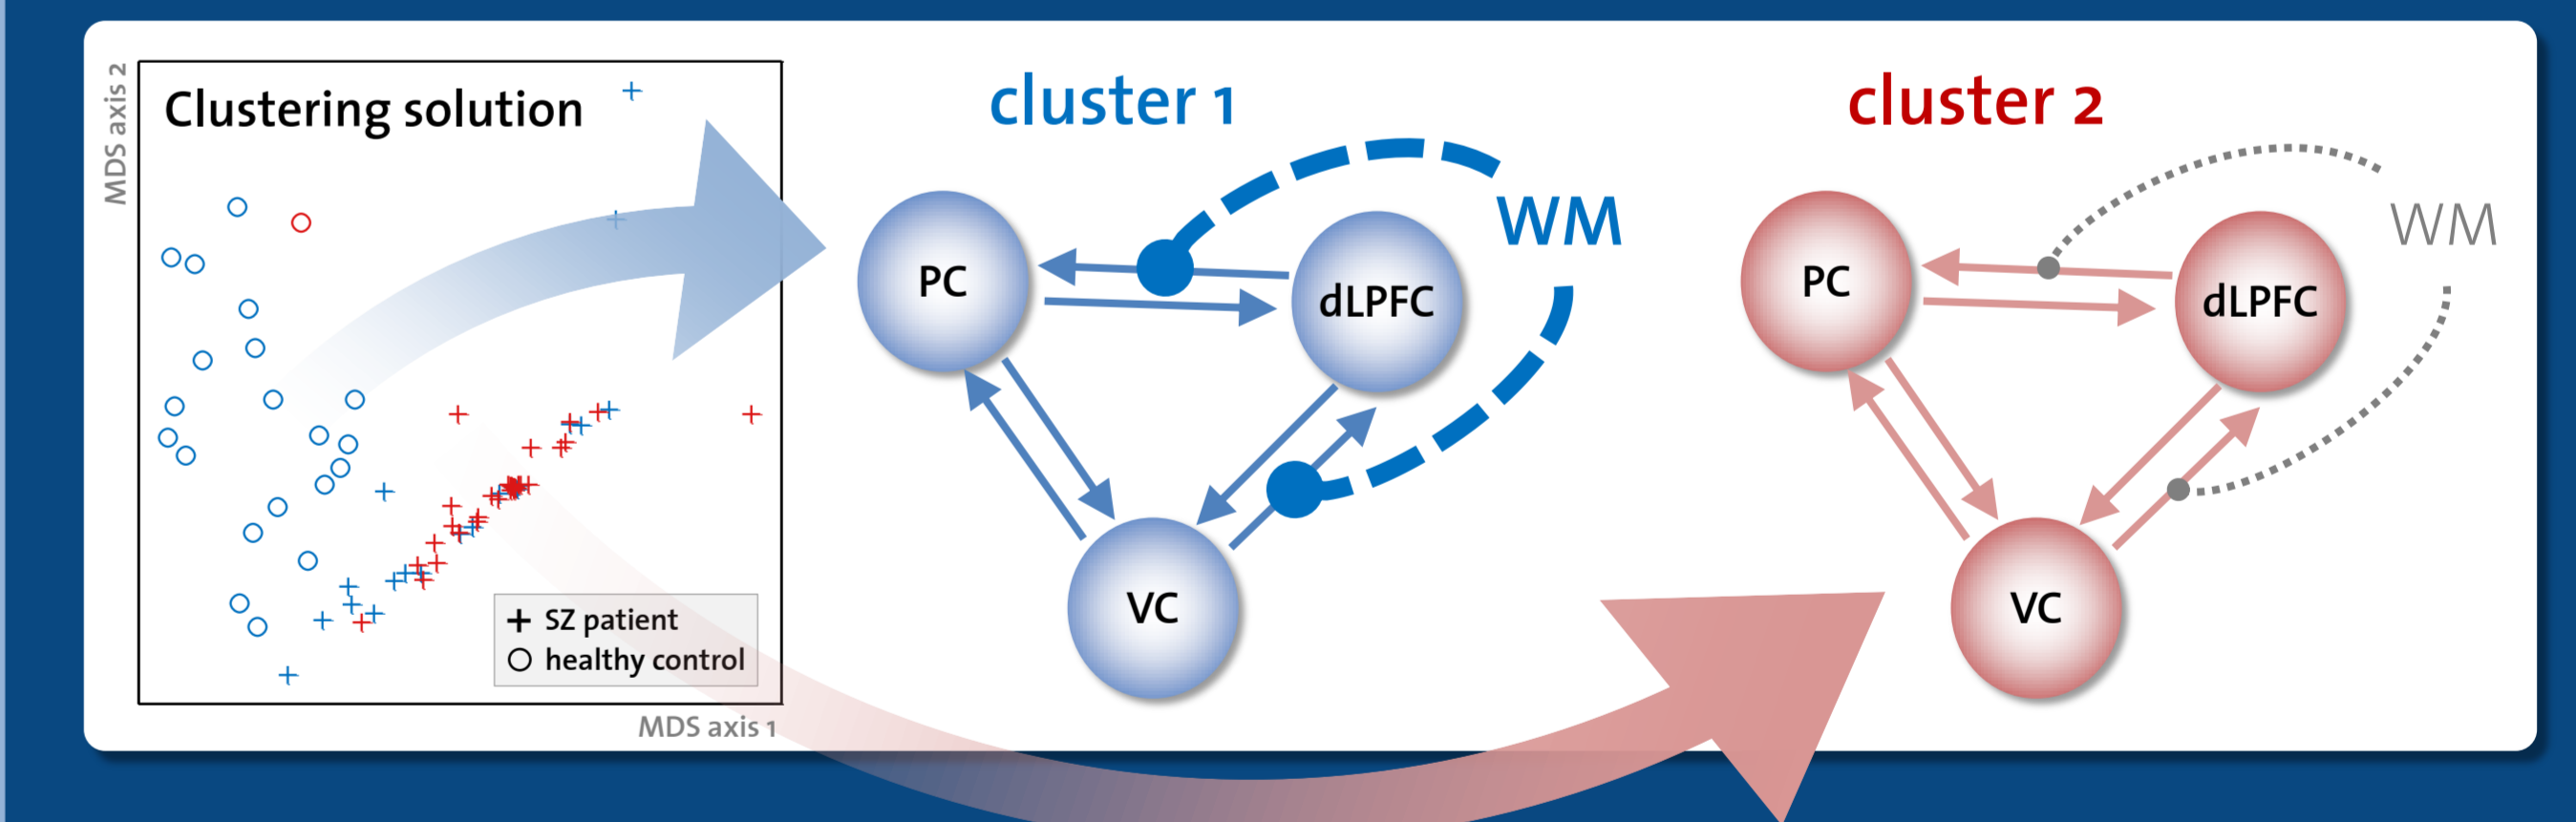 MDS axis 2
Clustering solution
+ SZ patient
○ healthy control
MDS axis 1
cluster 1
WM
PC
dLPFC
VC
cluster 2
WM
PC
dLPFC
VC